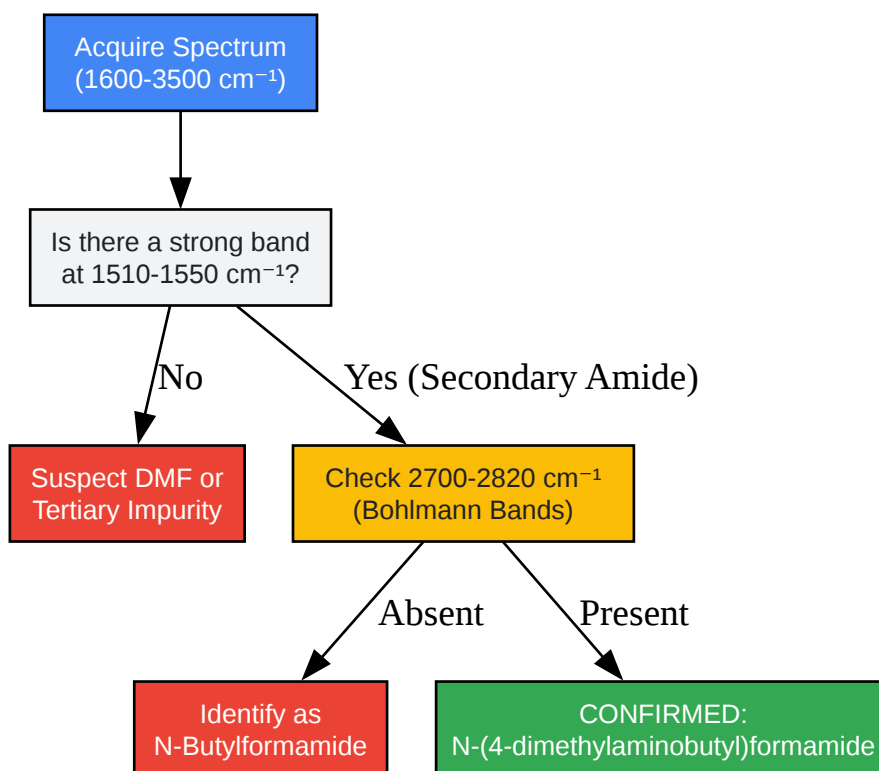 Acquire Spectrum
(1600-3500 cm⁻¹)
Is there a strong band
at 1510-1550 cm⁻¹?
No
Yes (Secondary Amide)
Suspect DMF or
Tertiary Impurity
Check 2700-2820 cm⁻¹
(Bohlmann Bands)
Absent
Present
Identify as
N-Butylformamide
CONFIRMED:
N-(4-dimethylaminobutyl)formamide